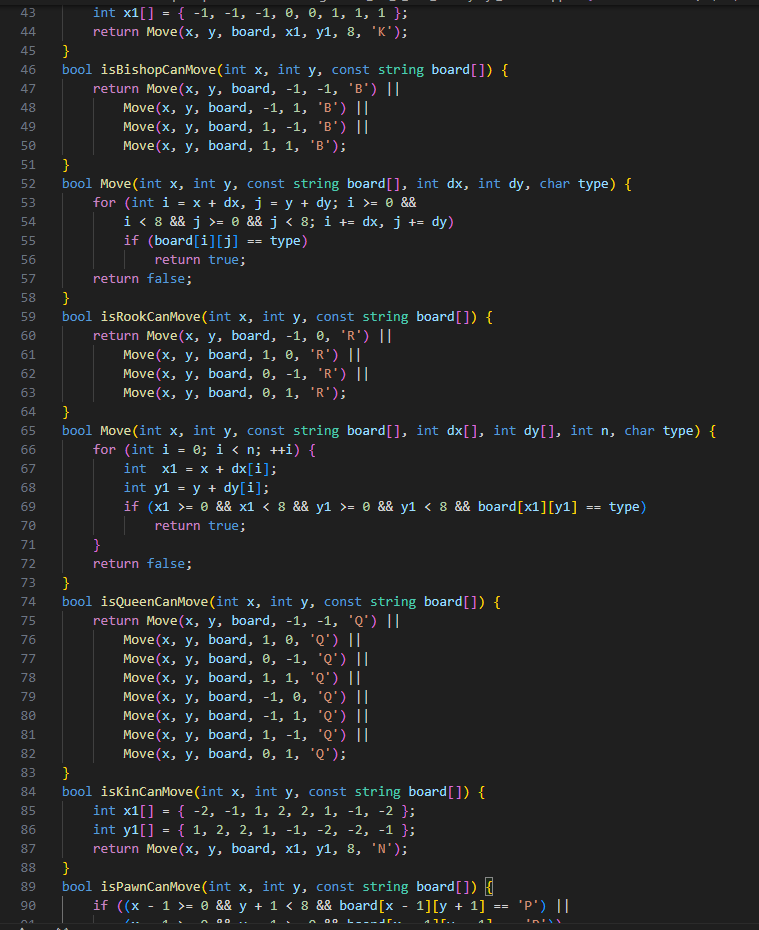 43 int x1[] = { -1, -1, -1, 0, 0, 1, 1, 1 };
44 return Move(x, y, board, x1, y1, 8, 'K');
45 }
46 bool isBishopCanMove(int x, int y, const string board[]) {
47 return Move(x, y, board, -1, -1, 'B') ||
48 Move(x, y, board, -1, 1, 'B') ||
49 Move(x, y, board, 1, -1, 'B') ||
50 Move(x, y, board, 1, 1, 'B');
51 }
52 bool Move(int x, int y, const string board[], int dx, int dy, char type) {
53 for (int i = x + dx, j = y + dy; i >= 0 &&
54 i < 8 && j >= 0 && j < 8; i += dx, j += dy)
55 if (board[i][j] == type)
56 return true;
57 return false;
58 }
59 bool isRookCanMove(int x, int y, const string board[]) {
60 return Move(x, y, board, -1, 0, 'R') ||
61 Move(x, y, board, 1, 0, 'R') ||
62 Move(x, y, board, 0, -1, 'R') ||
63 Move(x, y, board, 0, 1, 'R');
64 }
65 bool Move(int x, int y, const string board[], int dx[], int dy[], int n, char type) {
66 for (int i = 0; i < n; ++i) {
67 int  x1 = x + dx[i];
68 int y1 = y + dy[i];
69 if (x1 >= 0 && x1 < 8 && y1 >= 0 && y1 < 8 && board[x1][y1] == type)
70 return true;
71 }
72 return false;
73 }
74 bool isQueenCanMove(int x, int y, const string board[]) {
75 return Move(x, y, board, -1, -1, 'Q') ||
76 Move(x, y, board, 1, 0, 'Q') ||
77 Move(x, y, board, 0, -1, 'Q') ||
78 Move(x, y, board, 1, 1, 'Q') ||
79 Move(x, y, board, -1, 0, 'Q') ||
80 Move(x, y, board, -1, 1, 'Q') ||
81 Move(x, y, board, 1, -1, 'Q') ||
82 Move(x, y, board, 0, 1, 'Q');
83 }
84 bool isKinCanMove(int x, int y, const string board[]) {
85 int x1[] = { -2, -1, 1, 2, 2, 1, -1, -2 };
86 int y1[] = { 1, 2, 2, 1, -1, -2, -2, -1 };
87 return Move(x, y, board, x1, y1, 8, 'N');
88 }
89 bool isPawnCanMove(int x, int y, const string board[]) {
90 if ((x - 1 >= 0 && y + 1 < 8 && board[x - 1][y + 1] == 'P') ||